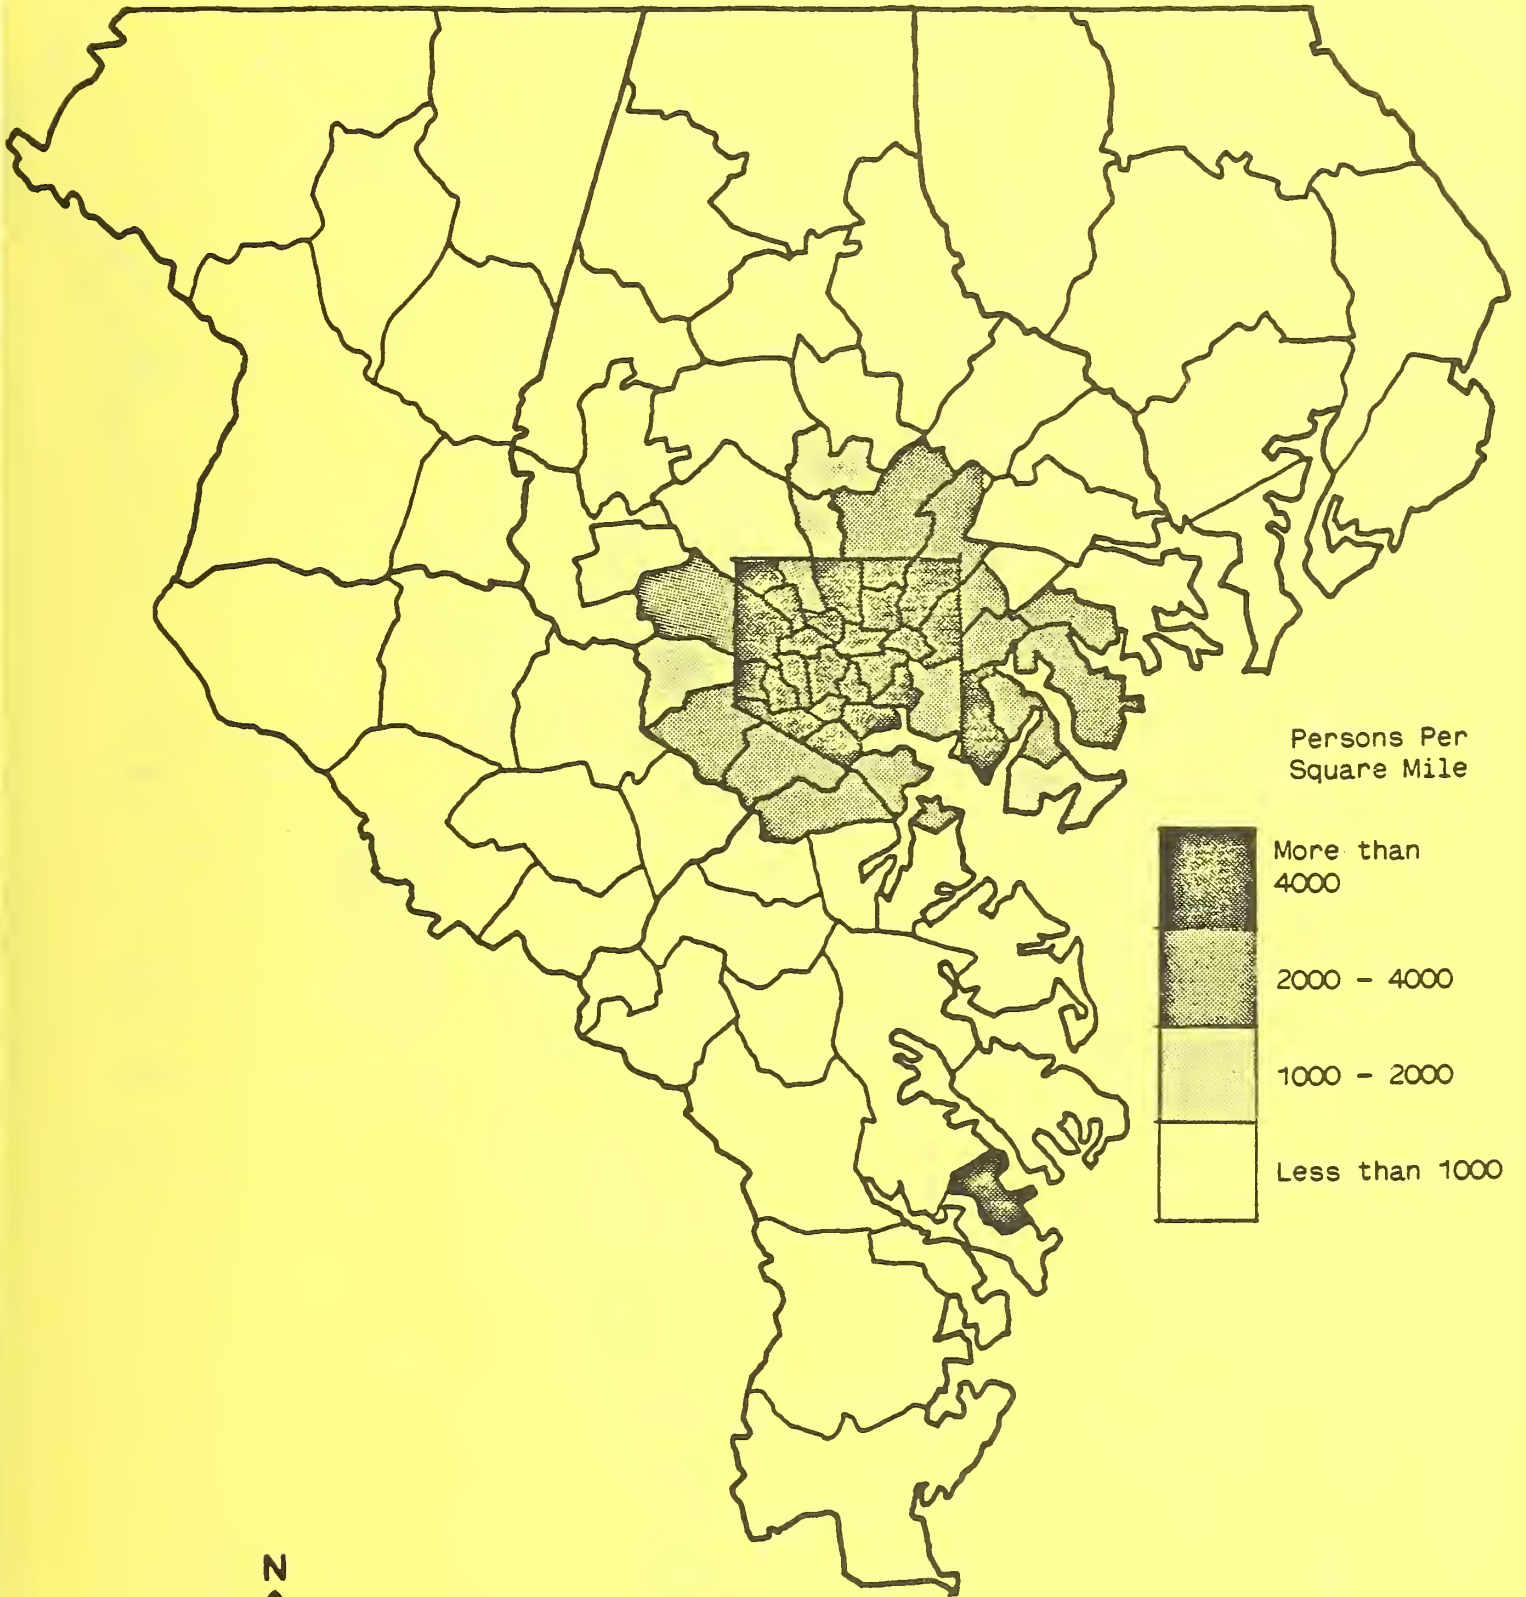 Persons Per
Square Mile
More than
4000
2000 - 4000
1000 - 2000
Less than 1000
N